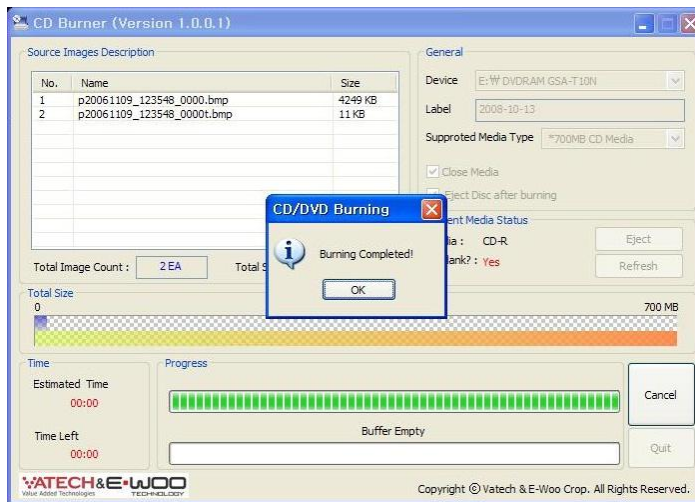 CD Burner (Version 1.0.0.1)
Source Images Description
No. Name Size
1 p20061109_123548_0000.bmp 4249 KB
2 p20061109_123548_0000t.bmp 11 KB
Total Image Count : 2 EA Total S
General
Device E:₩ DVDRAM GSA-T10N
Label 2008-10-13
Supproted Media Type *700MB CD Media
Close Media
Eject Disc after burning
ent Media Status
ia : CD-R Eject
lank? : Yes Refresh
CD/DVD Burning
Burning Completed!
OK
Total Size
0 700 MB
Time
Estimated Time
00:00
Time Left
00:00
Progress
Buffer Empty
Cancel
Quit
VATECH & E-WOO
Value Added Technologies TECHNOLOGY
Copyright © Vatech & E-Woo Crop. All Rights Reserved.